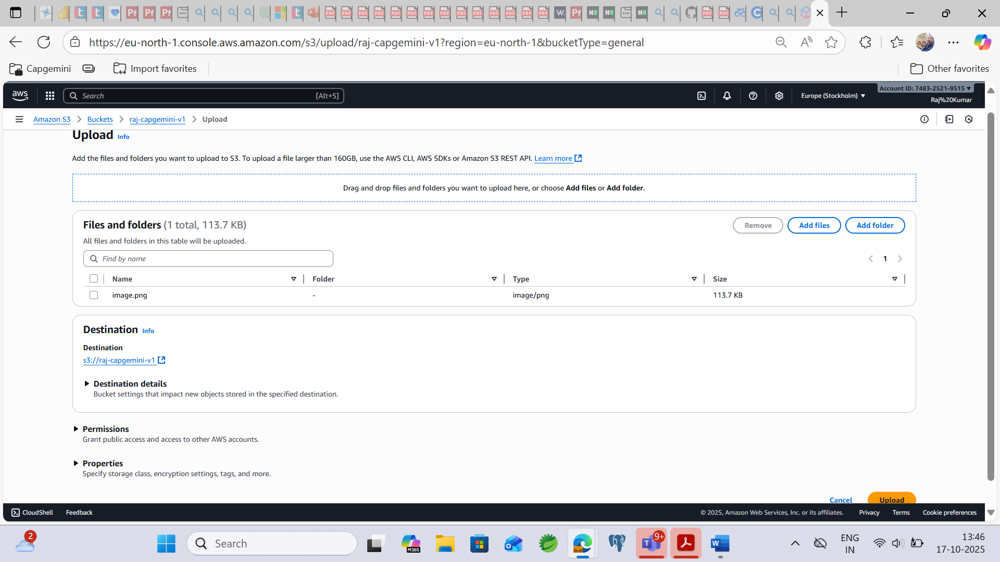 https://eu-north-1.console.aws.amazon.com/s3/upload/raj-capgemini-v1?region=eu-north-1&bucketType=general
Capgemini
Import favorites
Other favorites
aws
Search
[Alt+S]
Europe (Stockholm)
Account ID: 7483-2521-9515
Raj%20Kumar
Amazon S3
Buckets
raj-capgemini-v1
Upload
Upload Info
Add the files and folders you want to upload to S3. To upload a file larger than 160GB, use the AWS CLI, AWS SDKs or Amazon S3 REST API. Learn more
Drag and drop files and folders you want to upload here, or choose Add files or Add folder.
Files and folders (1 total, 113.7 KB)
Remove
Add files
Add folder
All files and folders in this table will be uploaded.
Find by name
1
Name
Folder
Type
Size
image.png
-
image/png
113.7 KB
Destination Info
Destination
s3://raj-capgemini-v1
Destination details
Bucket settings that impact new objects stored in the specified destination.
Permissions
Grant public access and access to other AWS accounts.
Properties
Specify storage class, encryption settings, tags, and more.
Cancel
Upload
CloudShell
Feedback
© 2025, Amazon Web Services, Inc. or its affiliates.
Privacy
Terms
Cookie preferences
2
Search
M365
9+
ENG
IN
13:46
17-10-2025